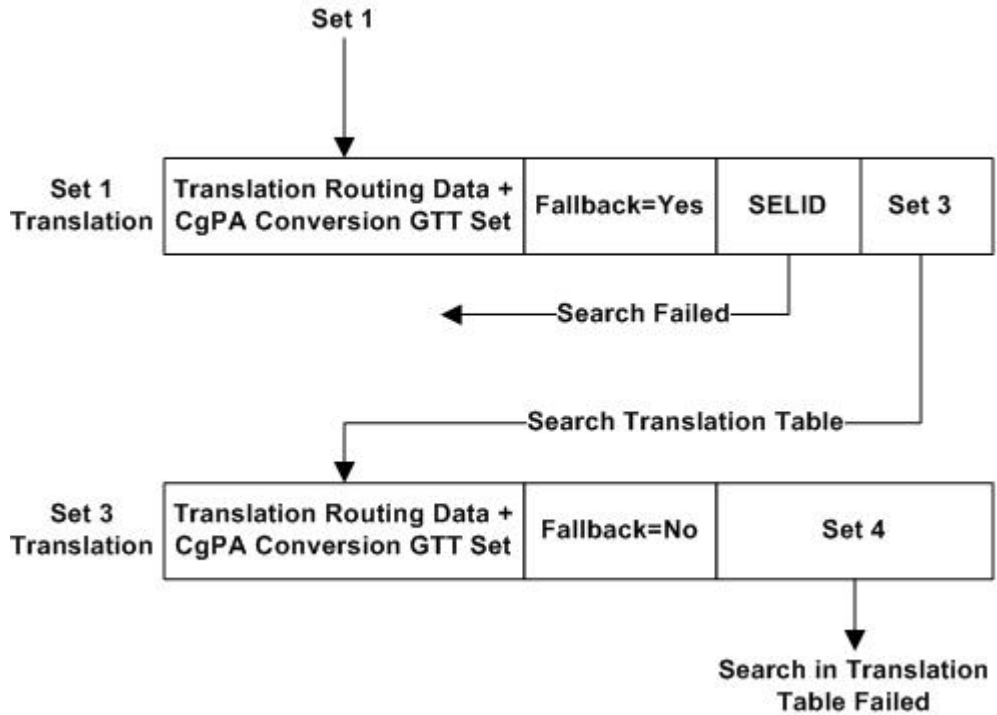 Set 1
Set 1
Translation
Translation Routing Data +
CgPA Conversion GTT Set
Fallback=Yes
SELID
Set 3
Search Failed
Search Translation Table
Set 3
Translation
Translation Routing Data +
CgPA Conversion GTT Set
Fallback=No
Set 4
Search in Translation
Table Failed